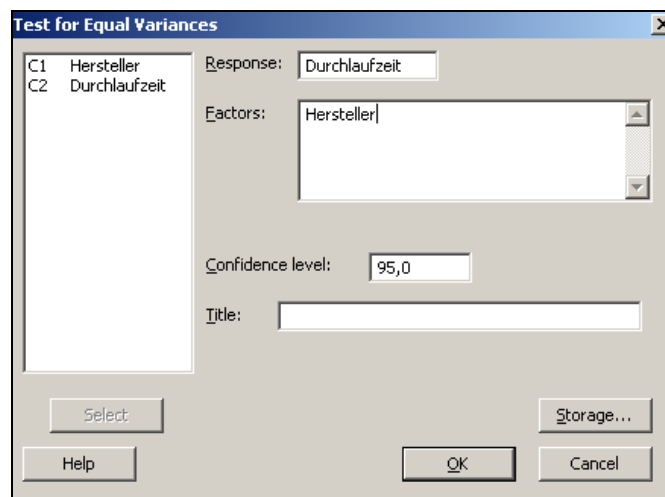 Test for Equal Variances
C1 Hersteller
C2 Durchlaufzeit
Response: Durchlaufzeit
Factors: Hersteller
Confidence level: 95,0
Title:
Select
Storage...
Help
OK
Cancel